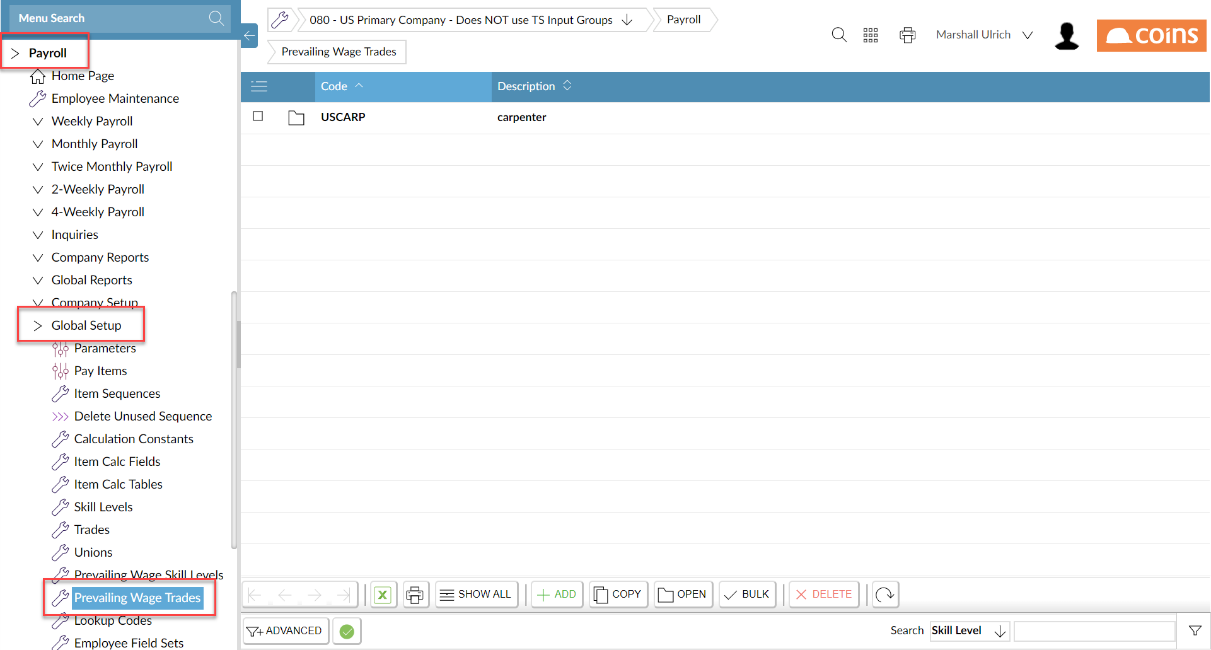 Menu Search
Payroll
Home Page
Employee Maintenance
Weekly Payroll
Monthly Payroll
Twice Monthly Payroll
2-Weekly Payroll
4-Weekly Payroll
Inquiries
Company Reports
Global Reports
Company Setup
Global Setup
Parameters
Pay Items
Item Sequences
Delete Unused Sequence
Calculation Constants
Item Calc Fields
Item Calc Tables
Skill Levels
Trades
Unions
Prevailing Wage Skill Levels
Prevailing Wage Trades
Lookup Codes
Employee Field Sets
080 - US Primary Company - Does NOT use TS Input Groups
Payroll
Prevailing Wage Trades
Marshall Ulrich
coins
Code Description
USCARP carpenter
SHOW ALL ADD COPY OPEN BULK DELETE
ADVANCED
Search Skill Level